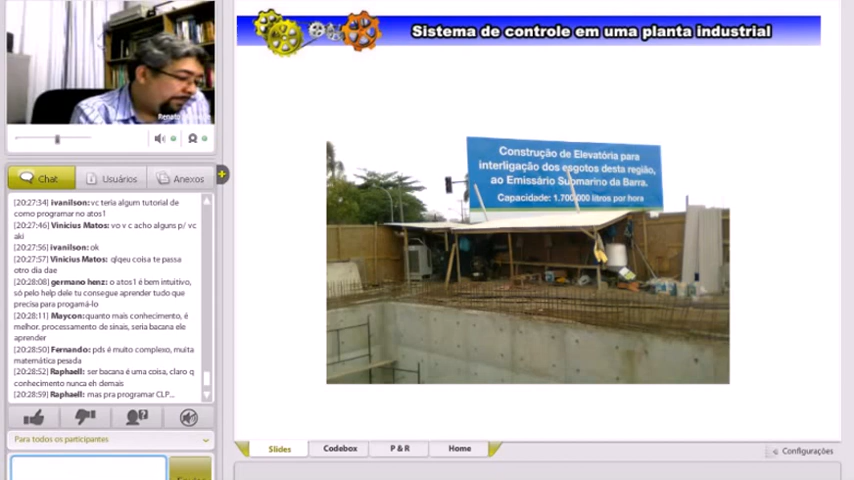 Sistema de controle em uma planta industrial
Construção de Elevatória para
interligação dos esgotos desta região,
ao Emissário Submarino da Barra.
Capacidade: 1.700.000 litros por hora
Renato
Chat
Usuários
Anexos
[20:27:34] ivanilson: vc teria algum tutorial de
como programar no atos1
[20:27:46] Vinicius Matos: vo v c acho alguns p/ vc
aki
[20:27:56] ivanilson: ok
[20:27:57] Vinicius Matos: qlqeu coisa te passa
otro dia dae
[20:28:08] germano henz: o atos1 é bem intuitivo,
só pelo help dele tu consegue aprender tudo que
precisa para progamá-lo
[20:28:11] Maycon: quanto mais conhecimento, é
melhor. processamento de sinais, seria bacana ele
aprender
[20:28:50] Fernando: pds é muito complexo, muita
matemática pesada
[20:28:52] Raphaell: ser bacana é uma coisa, claro q
conhecimento nunca eh demais
[20:28:59] Raphaell: mas pra programar CLP...
Para todos os participantes
Slides
Codebox
P & R
Home
Configurações